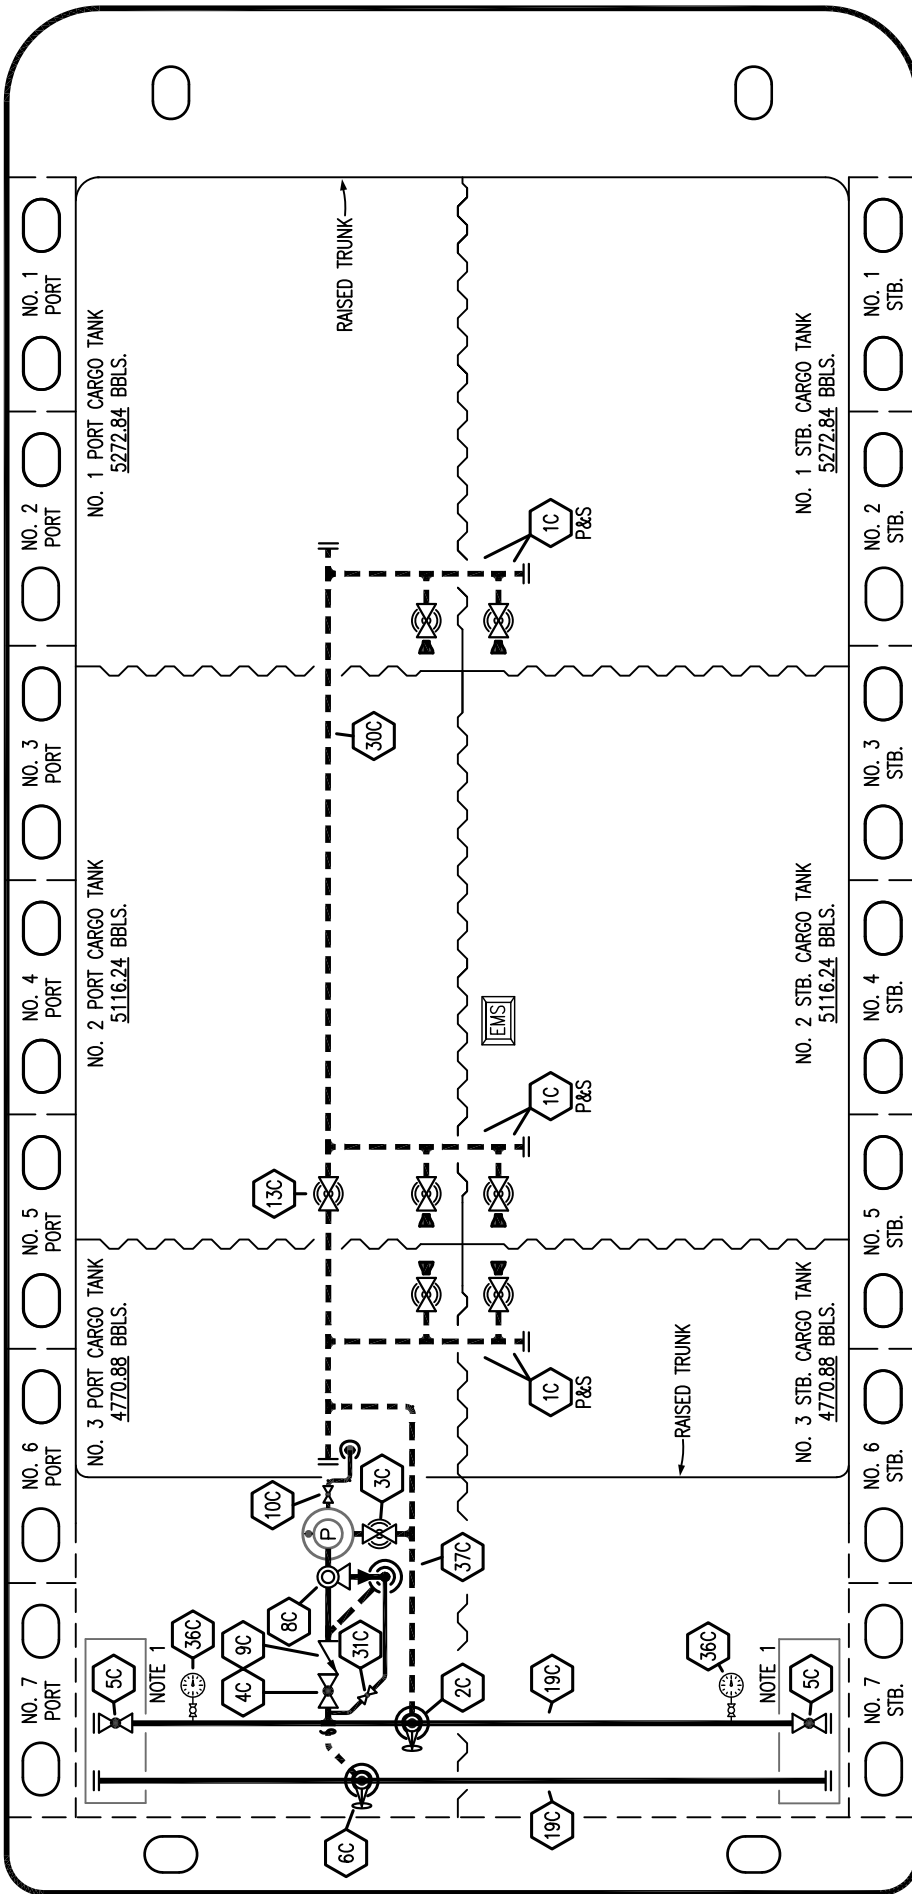 NO. 1
PORT
NO. 2
PORT
NO. 3
PORT
NO. 4
PORT
NO. 5
PORT
NO. 6
PORT
NO. 7
PORT
NO. 1 PORT CARGO TANK
5272.84 BBLS.
NO. 2 PORT CARGO TANK
5116.24 BBLS.
NO. 3 PORT CARGO TANK
4770.88 BBLS.
RAISED TRUNK
30C
13C
1C
P&S
1C
P&S
1C
P&S
EMS
10C
P
3C
8C
9C
4C
31C
37C
2C
36C
5C
NOTE 1
6C
19C
19C
36C
5C
NOTE 1
RAISED TRUNK
NO. 1 STB. CARGO TANK
5272.84 BBLS.
NO. 2 STB. CARGO TANK
5116.24 BBLS.
NO. 3 STB. CARGO TANK
4770.88 BBLS.
NO. 1
STB.
NO. 2
STB.
NO. 3
STB.
NO. 4
STB.
NO. 5
STB.
NO. 6
STB.
NO. 7
STB.